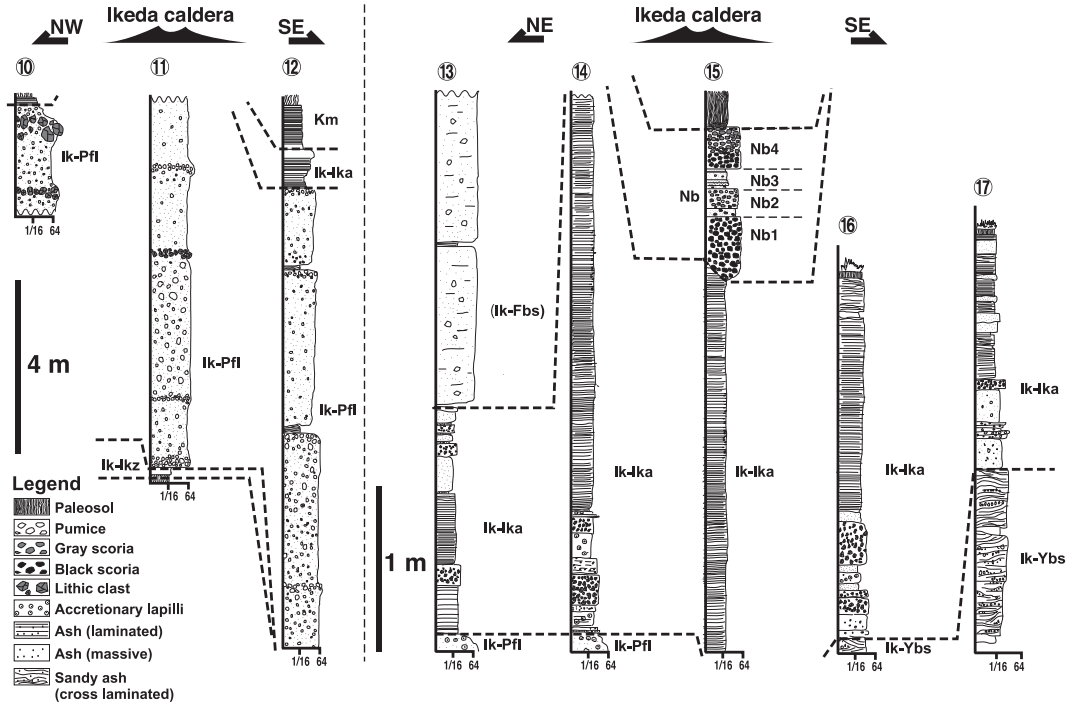 Ikeda caldera
NW
SE
Ikeda caldera
NE
SE
⑩
⑪
⑫
⑬
⑭
⑮
⑯
⑰
Km
Ik-Ika
Ik-Pfl
1/16 64
Ik-Pfl
Ik-Pfl
4 m
Ik-Ikz
1/16 64
1/16 64
(Ik-Fbs)
Ik-Ika
1 m
Ik-Pfl
1/16 64
Ik-Ika
Ik-Pfl
1/16 64
Nb
Nb4
Nb3
Nb2
Nb1
Ik-Ika
1/16 64
Ik-Ika
Ik-Ybs
1/16 64
Ik-Ika
Ik-Ybs
1/16 64
Legend
Paleosol
Pumice
Gray scoria
Black scoria
Lithic clast
Accretionary lapilli
Ash (laminated)
Ash (massive)
Sandy ash
(cross laminated)